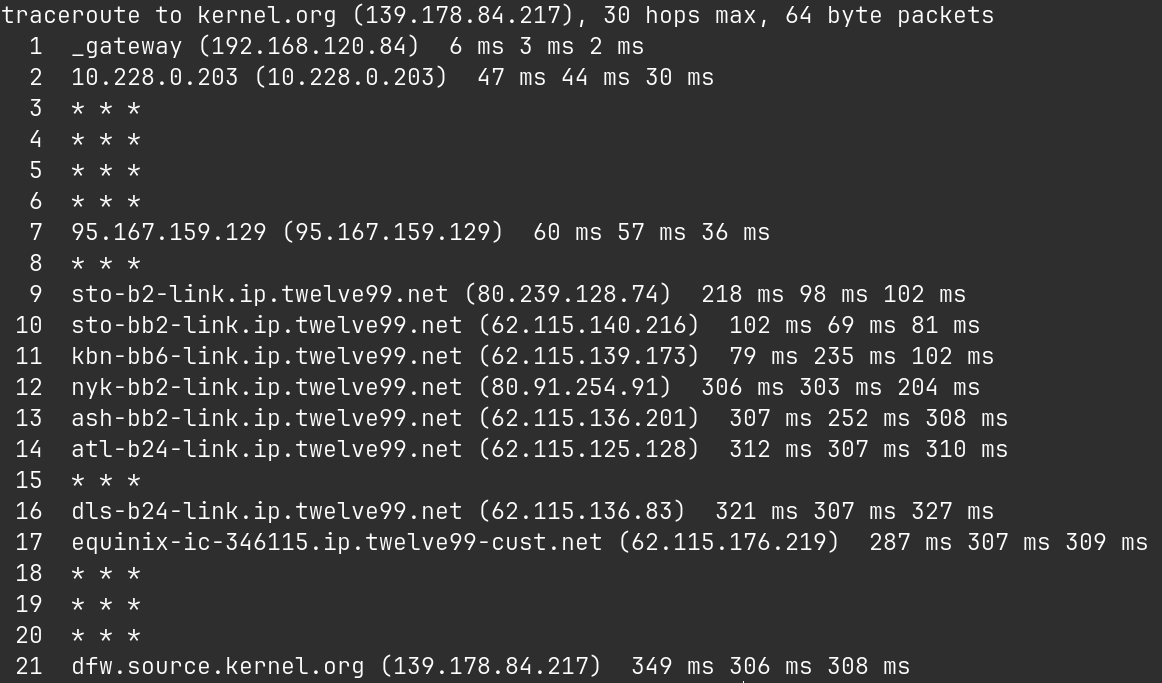 traceroute to kernel.org (139.178.84.217), 30 hops max, 64 byte packets
  1  _gateway (192.168.120.84)  6 ms 3 ms 2 ms
  2  10.228.0.203 (10.228.0.203)  47 ms 44 ms 30 ms
  3  * * *
  4  * * *
  5  * * *
  6  * * *
  7  95.167.159.129 (95.167.159.129)  60 ms 57 ms 36 ms
  8  * * *
  9  sto-b2-link.ip.twelve99.net (80.239.128.74)  218 ms 98 ms 102 ms
 10  sto-bb2-link.ip.twelve99.net (62.115.140.216)  102 ms 69 ms 81 ms
 11  kbn-bb6-link.ip.twelve99.net (62.115.139.173)  79 ms 235 ms 102 ms
 12  nyk-bb2-link.ip.twelve99.net (80.91.254.91)  306 ms 303 ms 204 ms
 13  ash-bb2-link.ip.twelve99.net (62.115.136.201)  307 ms 252 ms 308 ms
 14  atl-b24-link.ip.twelve99.net (62.115.125.128)  312 ms 307 ms 310 ms
 15  * * *
 16  dls-b24-link.ip.twelve99.net (62.115.136.83)  321 ms 307 ms 327 ms
 17  equinix-ic-346115.ip.twelve99-cust.net (62.115.176.219)  287 ms 307 ms 309 ms
 18  * * *
 19  * * *
 20  * * *
 21  dfw.source.kernel.org (139.178.84.217)  349 ms 306 ms 308 ms